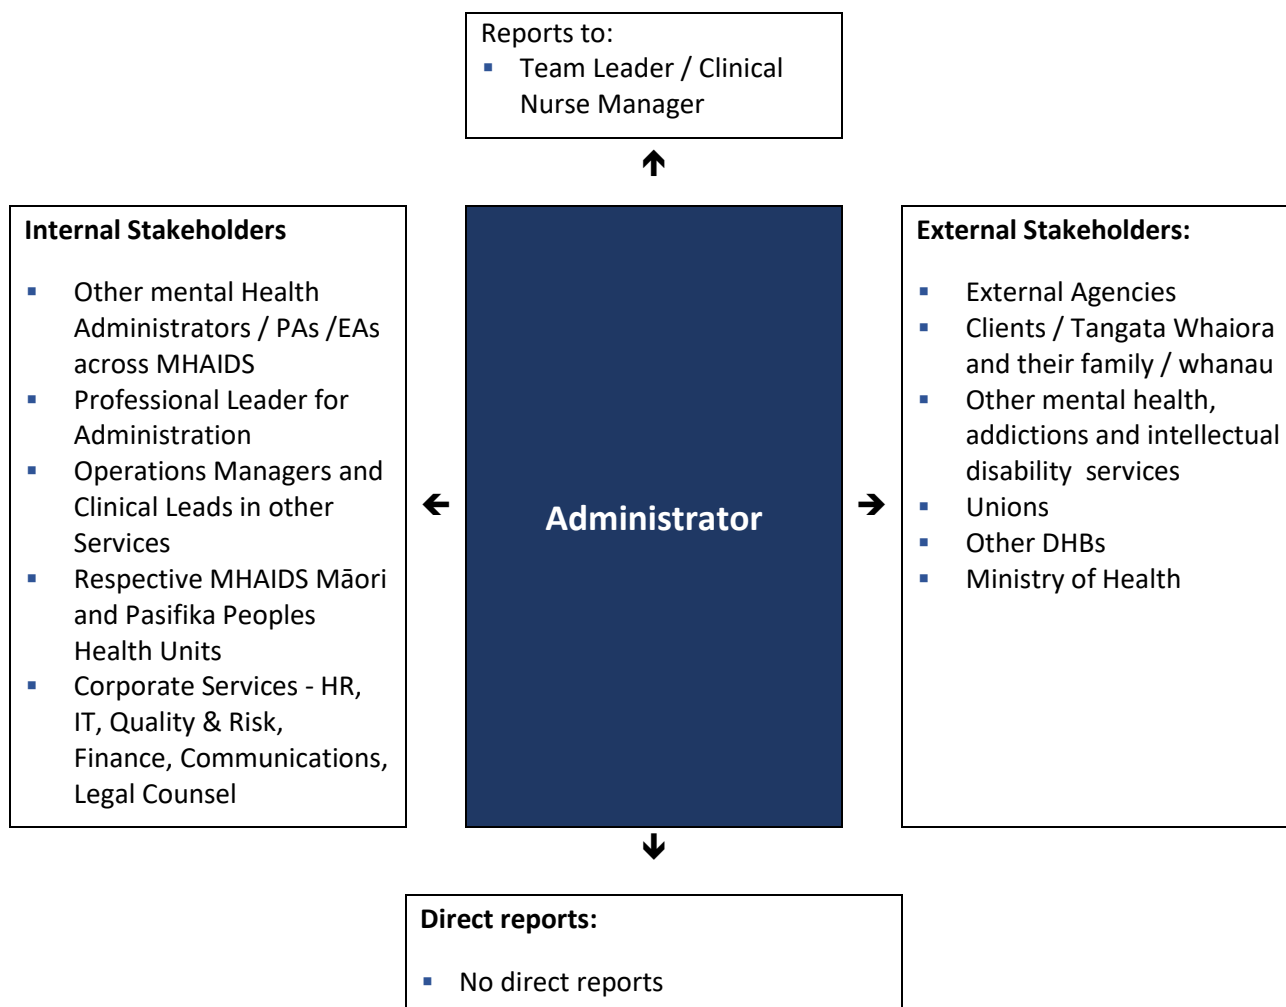 Reports to:
▪ Team Leader / Clinical
Nurse Manager
Internal Stakeholders
▪ Other mental Health
Administrators / PAs /EAs
across MHAIDS
▪ Professional Leader for
Administration
▪ Operations Managers and
Clinical Leads in other
Services
▪ Respective MHAIDS Māori
and Pasifika Peoples
Health Units
▪ Corporate Services - HR,
IT, Quality & Risk,
Finance, Communications,
Legal Counsel
Administrator
External Stakeholders:
▪ External Agencies
▪ Clients / Tangata Whaiora
and their family / whanau
▪ Other mental health,
addictions and intellectual
disability  services
▪ Unions
▪ Other DHBs
▪ Ministry of Health
Direct reports:
▪ No direct reports